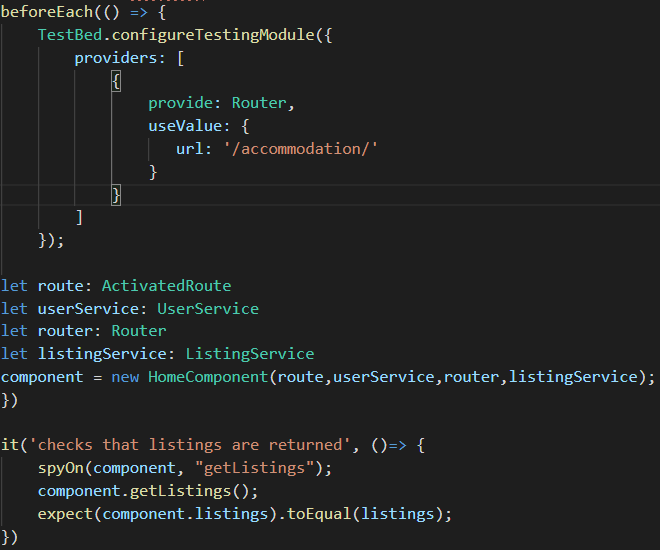 beforeEach(() => {
    TestBed.configureTestingModule({
        providers: [
            {
                provide: Router,
                useValue: {
                   url: '/accommodation/'
                }
            }
        ]
    });
let route: ActivatedRoute
let userService: UserService
let router: Router
let listingService: ListingService
component = new HomeComponent(route,userService,router,listingService);
})
it('checks that listings are returned', ()=> {
    spyOn(component, "getListings");
    component.getListings();
    expect(component.listings).toEqual(listings);
})